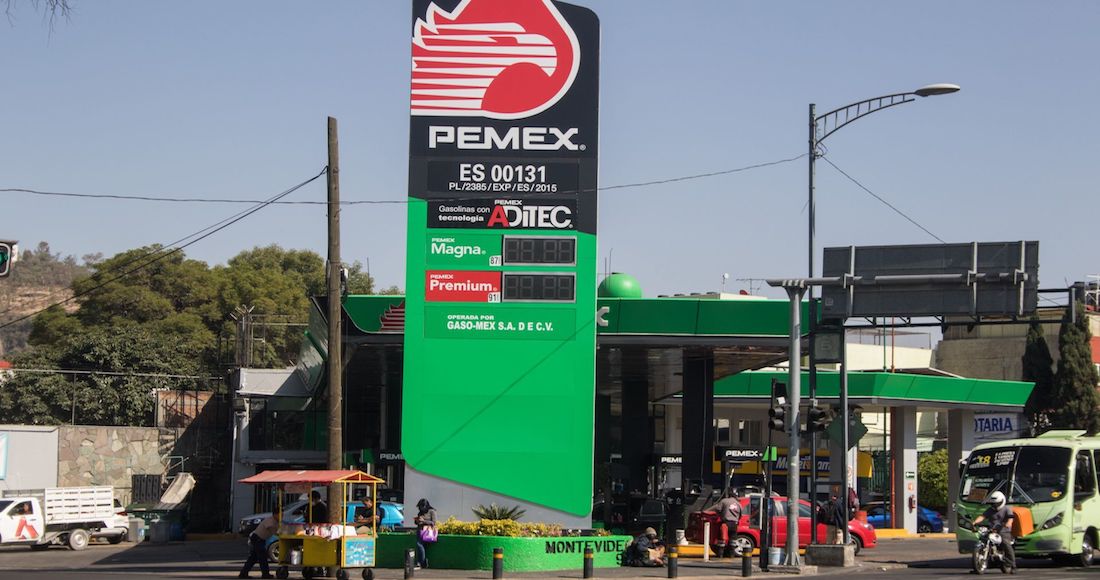 PEMEX®
ES 00131
PL/2385/EXP/ES/2015
Gasolinas con
tecnología
PEMEX
ADITEC
PEMEX
Magna®
87
PEMEX
Premium®
91
OPERADA POR
GASO-MEX S.A. DE C.V.
PEMEX
PEMEX
MONTEVIDE